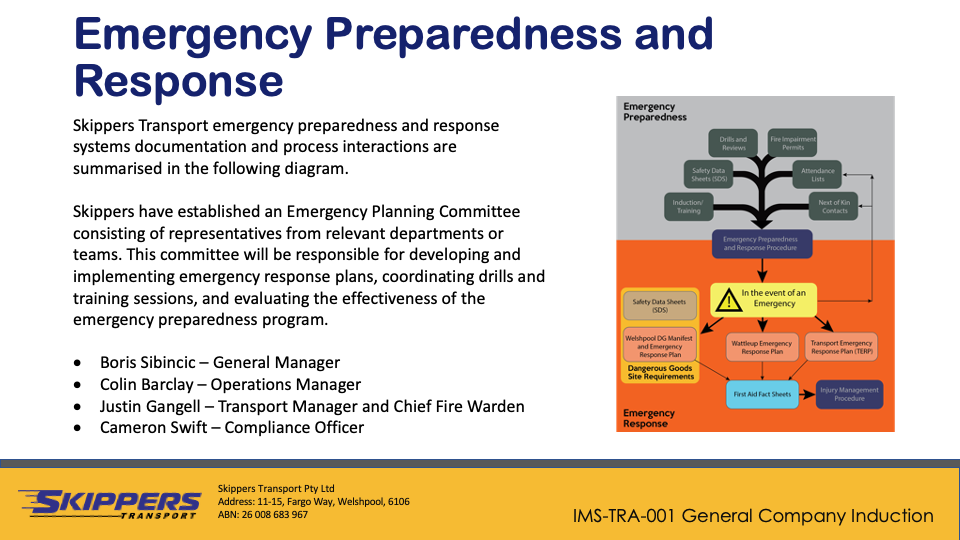 Emergency Preparedness and
Response
Skippers Transport emergency preparedness and response
systems documentation and process interactions are
summarised in the following diagram.
Skippers have established an Emergency Planning Committee
consisting of representatives from relevant departments or
teams. This committee will be responsible for developing and
implementing emergency response plans, coordinating drills and
training sessions, and evaluating the effectiveness of the
emergency preparedness program.
• Boris Sibincic – General Manager
• Colin Barclay – Operations Manager
• Justin Gangell – Transport Manager and Chief Fire Warden
• Cameron Swift – Compliance Officer
Emergency
Preparedness
Drills and
Reviews
Fire Impairment
Permits
Safety Data
Sheets (SDS)
Attendance
Lists
Induction/
Training
Next of Kin
Contacts
Emergency Preparedness
and Response Procedure
In the event of an
Emergency
Safety Data Sheets
(SDS)
Welshpool DG Manifest
and Emergency
Response Plan
Dangerous Goods
Site Requirements
Wattleup Emergency
Response Plan
Transport Emergency
Response Plan (TERP)
First Aid Fact Sheets
Injury Management
Procedure
Emergency
Response
SKIPPERS
TRANSPORT
Skippers Transport Pty Ltd
Address: 11-15, Fargo Way, Welshpool, 6106
ABN: 26 008 683 967
IMS-TRA-001 General Company Induction